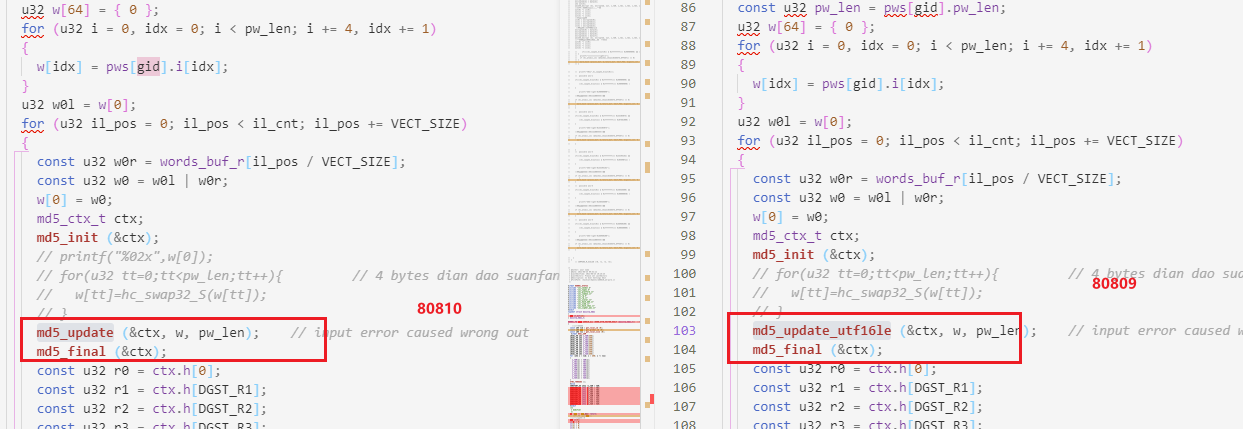 u32 w[64] = { 0 };
for (u32 i = 0, idx = 0; i < pw_len; i += 4, idx += 1)
{
w[idx] = pws[gid].i[idx];
}
u32 w0l = w[0];
for (u32 il_pos = 0; il_pos < il_cnt; il_pos += VECT_SIZE)
{
const u32 w0r = words_buf_r[il_pos / VECT_SIZE];
const u32 w0 = w0l | w0r;
w[0] = w0;
md5_ctx_t ctx;
md5_init (&ctx);
// printf("%02x",w[0]);
// for(u32 tt=0;tt<pw_len;tt++){ // 4 bytes dian dao suanfan
// w[tt]=hc_swap32_S(w[tt]);
// }
80810
md5_update (&ctx, w, pw_len); // input error caused wrong out
md5_final (&ctx);
const u32 r0 = ctx.h[0];
const u32 r1 = ctx.h[DGST_R1];
const u32 r2 = ctx.h[DGST_R2];
const u32 r3 = ctx.h[DGST_R3];
86 const u32 pw_len = pws[gid].pw_len;
87 u32 w[64] = { 0 };
88 for (u32 i = 0, idx = 0; i < pw_len; i += 4, idx += 1)
89 {
90 w[idx] = pws[gid].i[idx];
91 }
92 u32 w0l = w[0];
93 for (u32 il_pos = 0; il_pos < il_cnt; il_pos += VECT_SIZE)
94 {
95 const u32 w0r = words_buf_r[il_pos / VECT_SIZE];
96 const u32 w0 = w0l | w0r;
97 w[0] = w0;
98 md5_ctx_t ctx;
99 md5_init (&ctx);
100 // for(u32 tt=0;tt<pw_len;tt++){ // 4 bytes dian dao sua
101 // w[tt]=hc_swap32_S(w[tt]);
80809
102 // }
103 md5_update_utf16le (&ctx, w, pw_len); // input error caused w
104 md5_final (&ctx);
105 const u32 r0 = ctx.h[0];
106 const u32 r1 = ctx.h[DGST_R1];
107 const u32 r2 = ctx.h[DGST_R2];
108 const u32 r3 = ctx.h[DGST_R3];